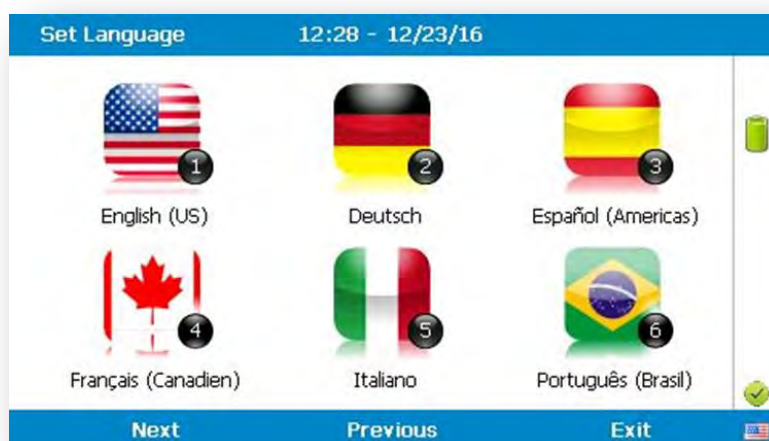 Set Language 12:28 - 12/23/16
1 2 3
English (US) Deutsch Español (Americas)
4 5 6
Français (Canadien) Italiano Português (Brasil)
Next Previous Exit